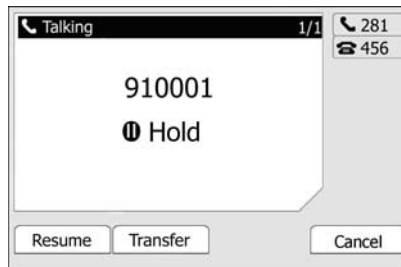 Talking 1/1
281
456
910001
Hold
Resume Transfer Cancel